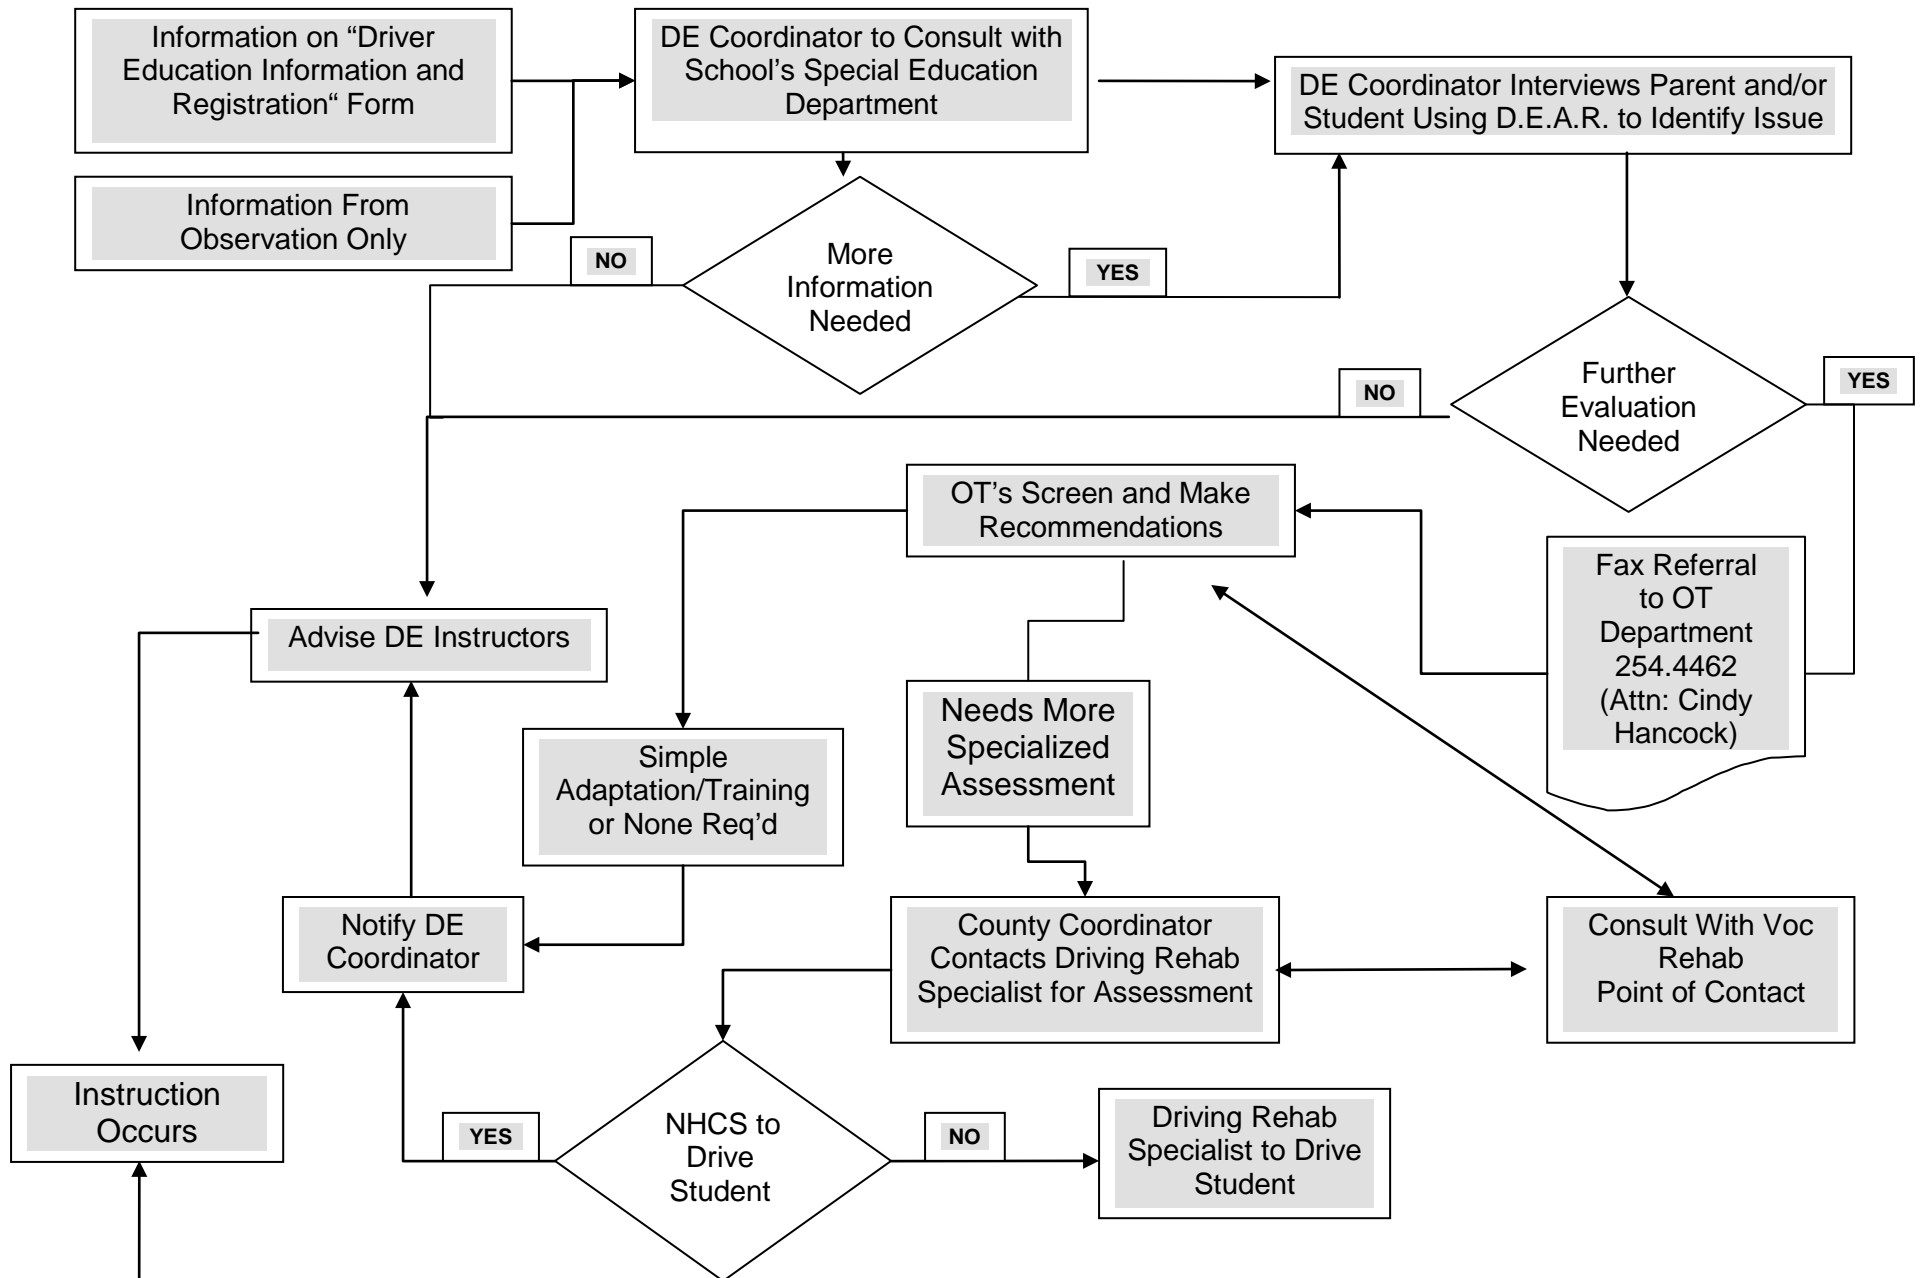 Information on “Driver
Education Information and
Registration“ Form
DE Coordinator to Consult with
School’s Special Education
Department
DE Coordinator Interviews Parent and/or
Student Using D.E.A.R. to Identify Issue
Information From
Observation Only
NO
More
Information
Needed
YES
NO
Further
Evaluation
Needed
YES
OT’s Screen and Make
Recommendations
Fax Referral
to OT
Department
254.4462
(Attn: Cindy
Hancock)
Advise DE Instructors
Needs More
Specialized
Assessment
Simple
Adaptation/Training
or None Req’d
Notify DE
Coordinator
County Coordinator
Contacts Driving Rehab
Specialist for Assessment
Consult With Voc
Rehab
Point of Contact
Instruction
Occurs
YES
NHCS to
Drive
Student
NO
Driving Rehab
Specialist to Drive
Student